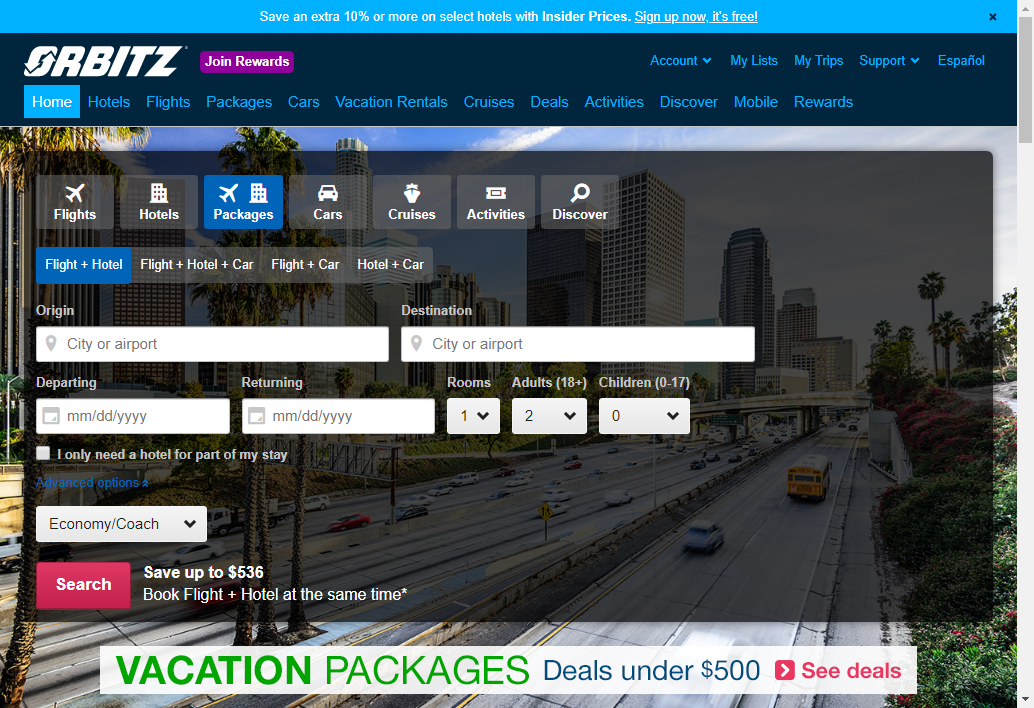 Save an extra 10% or more on select hotels with Insider Prices. Sign up now, it's free! ×
ORBITZ Join Rewards
Account My Lists My Trips Support Español
Home Hotels Flights Packages Cars Vacation Rentals Cruises Deals Activities Discover Mobile Rewards
Flights Hotels Packages Cars Cruises Activities Discover
Flight + Hotel Flight + Hotel + Car Flight + Car Hotel + Car
Origin Destination
City or airport City or airport
Departing Returning Rooms Adults (18+) Children (0-17)
mm/dd/yyyy mm/dd/yyyy 1 2 0
I only need a hotel for part of my stay
Advanced options
Economy/Coach
Search Save up to $536
Book Flight + Hotel at the same time*
VACATION PACKAGES Deals under $500 See deals